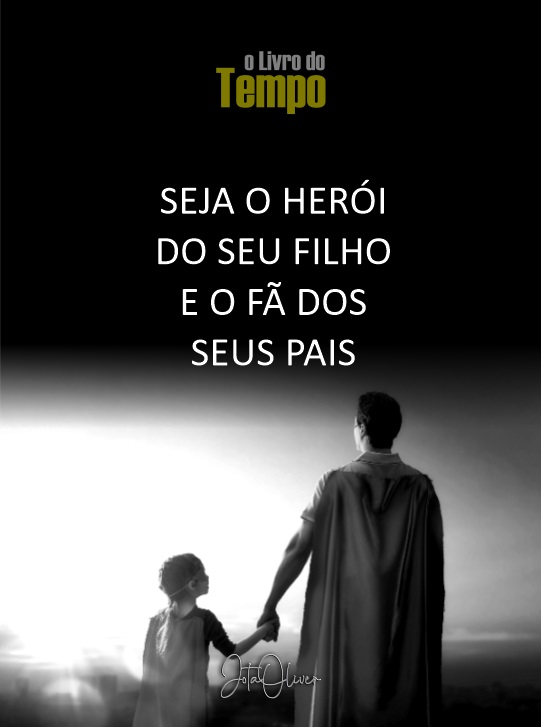 o Livro do
Tempo
SEJA O HERÓI
DO SEU FILHO
E O FÃ DOS
SEUS PAIS
JotaOliver